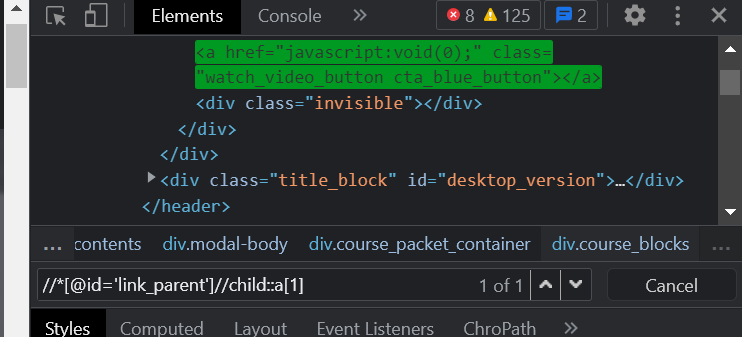 Elements Console » 8 125 2
<a href="javascript:void(0);" class=
"watch_video_button cta_blue_button"></a>
<div class="invisible"></div>
</div>
</div>
<div class="title_block" id="desktop_version">…</div>
</header>
… contents div.modal-body div.course_packet_container div.course_blocks …
//*[@id='link_parent']//child::a[1] 1 of 1 Cancel
Styles Computed Layout Event Listeners ChroPath »